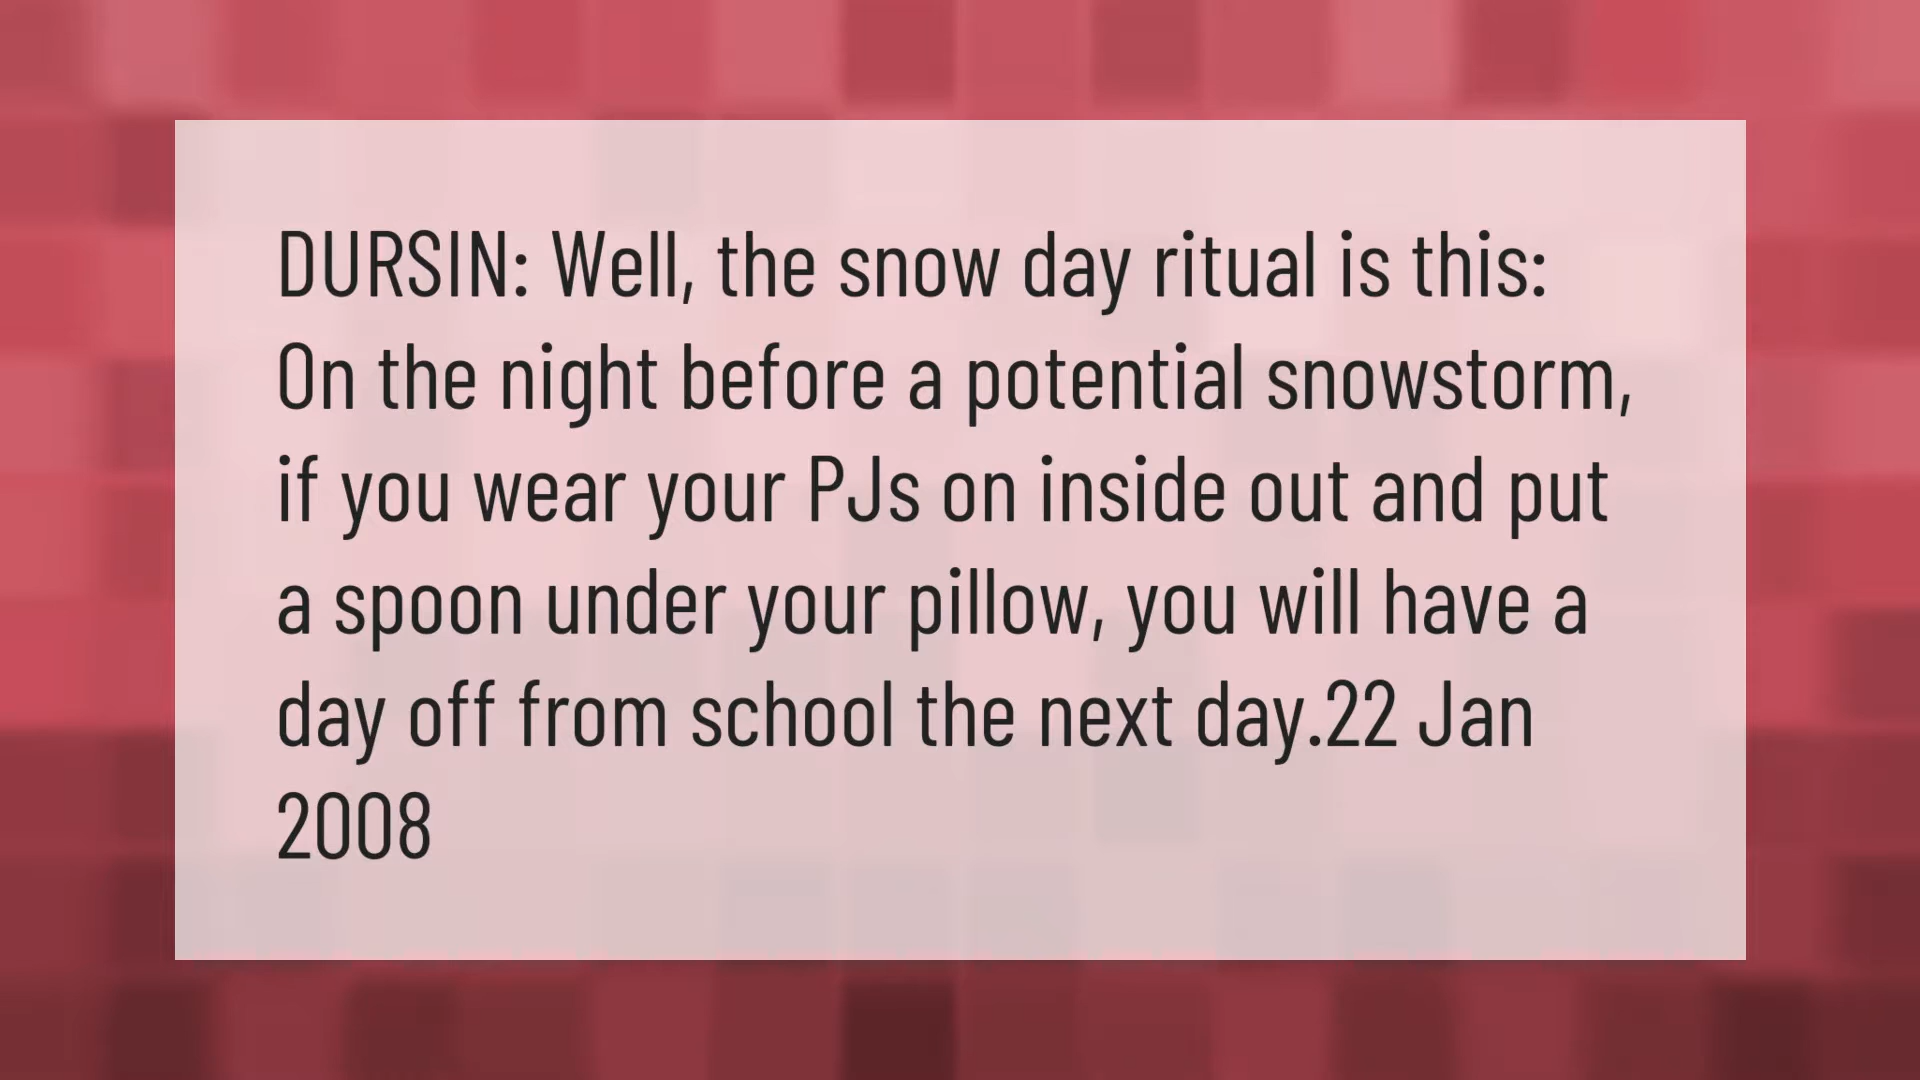 DURSIN: Well, the snow day ritual is this:
On the night before a potential snowstorm,
if you wear your PJs on inside out and put
a spoon under your pillow, you will have a
day off from school the next day.22 Jan
2008